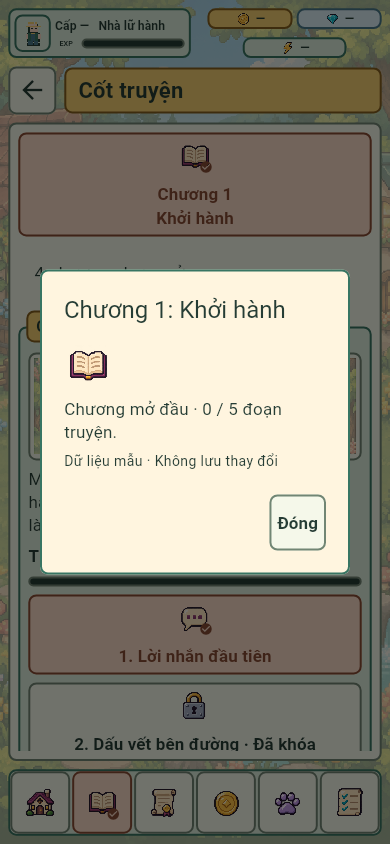 Cấp — Nhà lữ hành
EXP
—
—
—
Cốt truyện
Chương 1
Khởi hành
Chương 1: Khởi hành
Chương mở đầu · 0 / 5 đoạn
truyện.
Dữ liệu mẫu · Không lưu thay đổi
Đóng
1. Lời nhắn đầu tiên
2. Dấu vết bên đường · Đã khóa